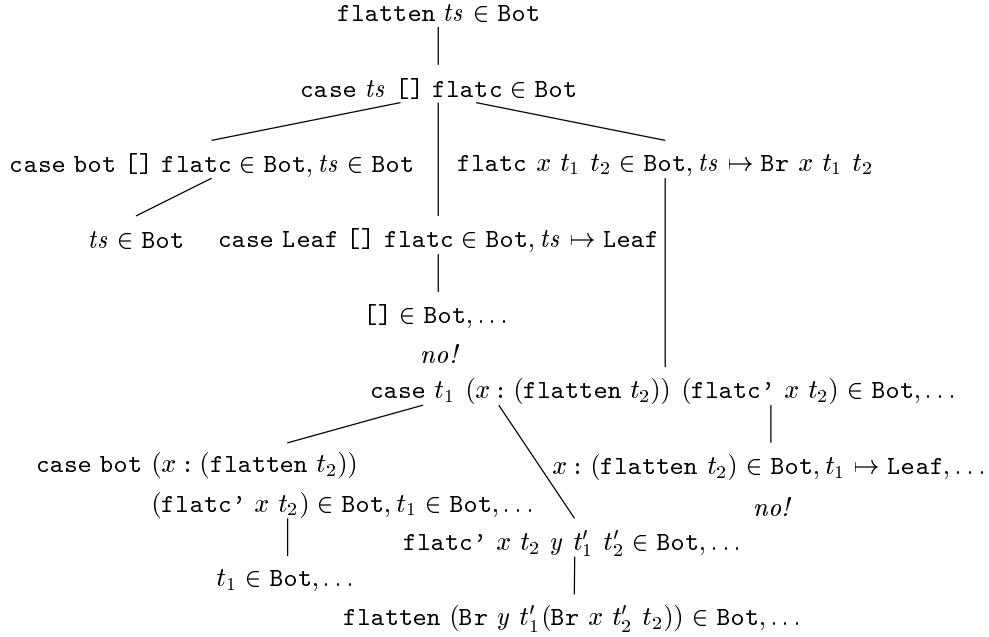 flatten ts ∈ Bot
case ts [] flatc ∈ Bot
case bot [] flatc ∈ Bot, ts ∈ Bot
flatc x t₁ t₂ ∈ Bot, ts ↦ Br x t₁ t₂
ts ∈ Bot
case Leaf [] flatc ∈ Bot, ts ↦ Leaf
[] ∈ Bot, ...
no!
case t₁ (x : (flatten t₂)) (flatc' x t₂) ∈ Bot, ...
case bot (x : (flatten t₂))
(flatc' x t₂) ∈ Bot, t₁ ∈ Bot, ...
x : (flatten t₂) ∈ Bot, t₁ ↦ Leaf, ...
no!
flatc' x t₂ y t′₁ t′₂ ∈ Bot, ...
t₁ ∈ Bot, ...
flatten (Br y t′₁(Br x t′₂ t₂)) ∈ Bot, ...